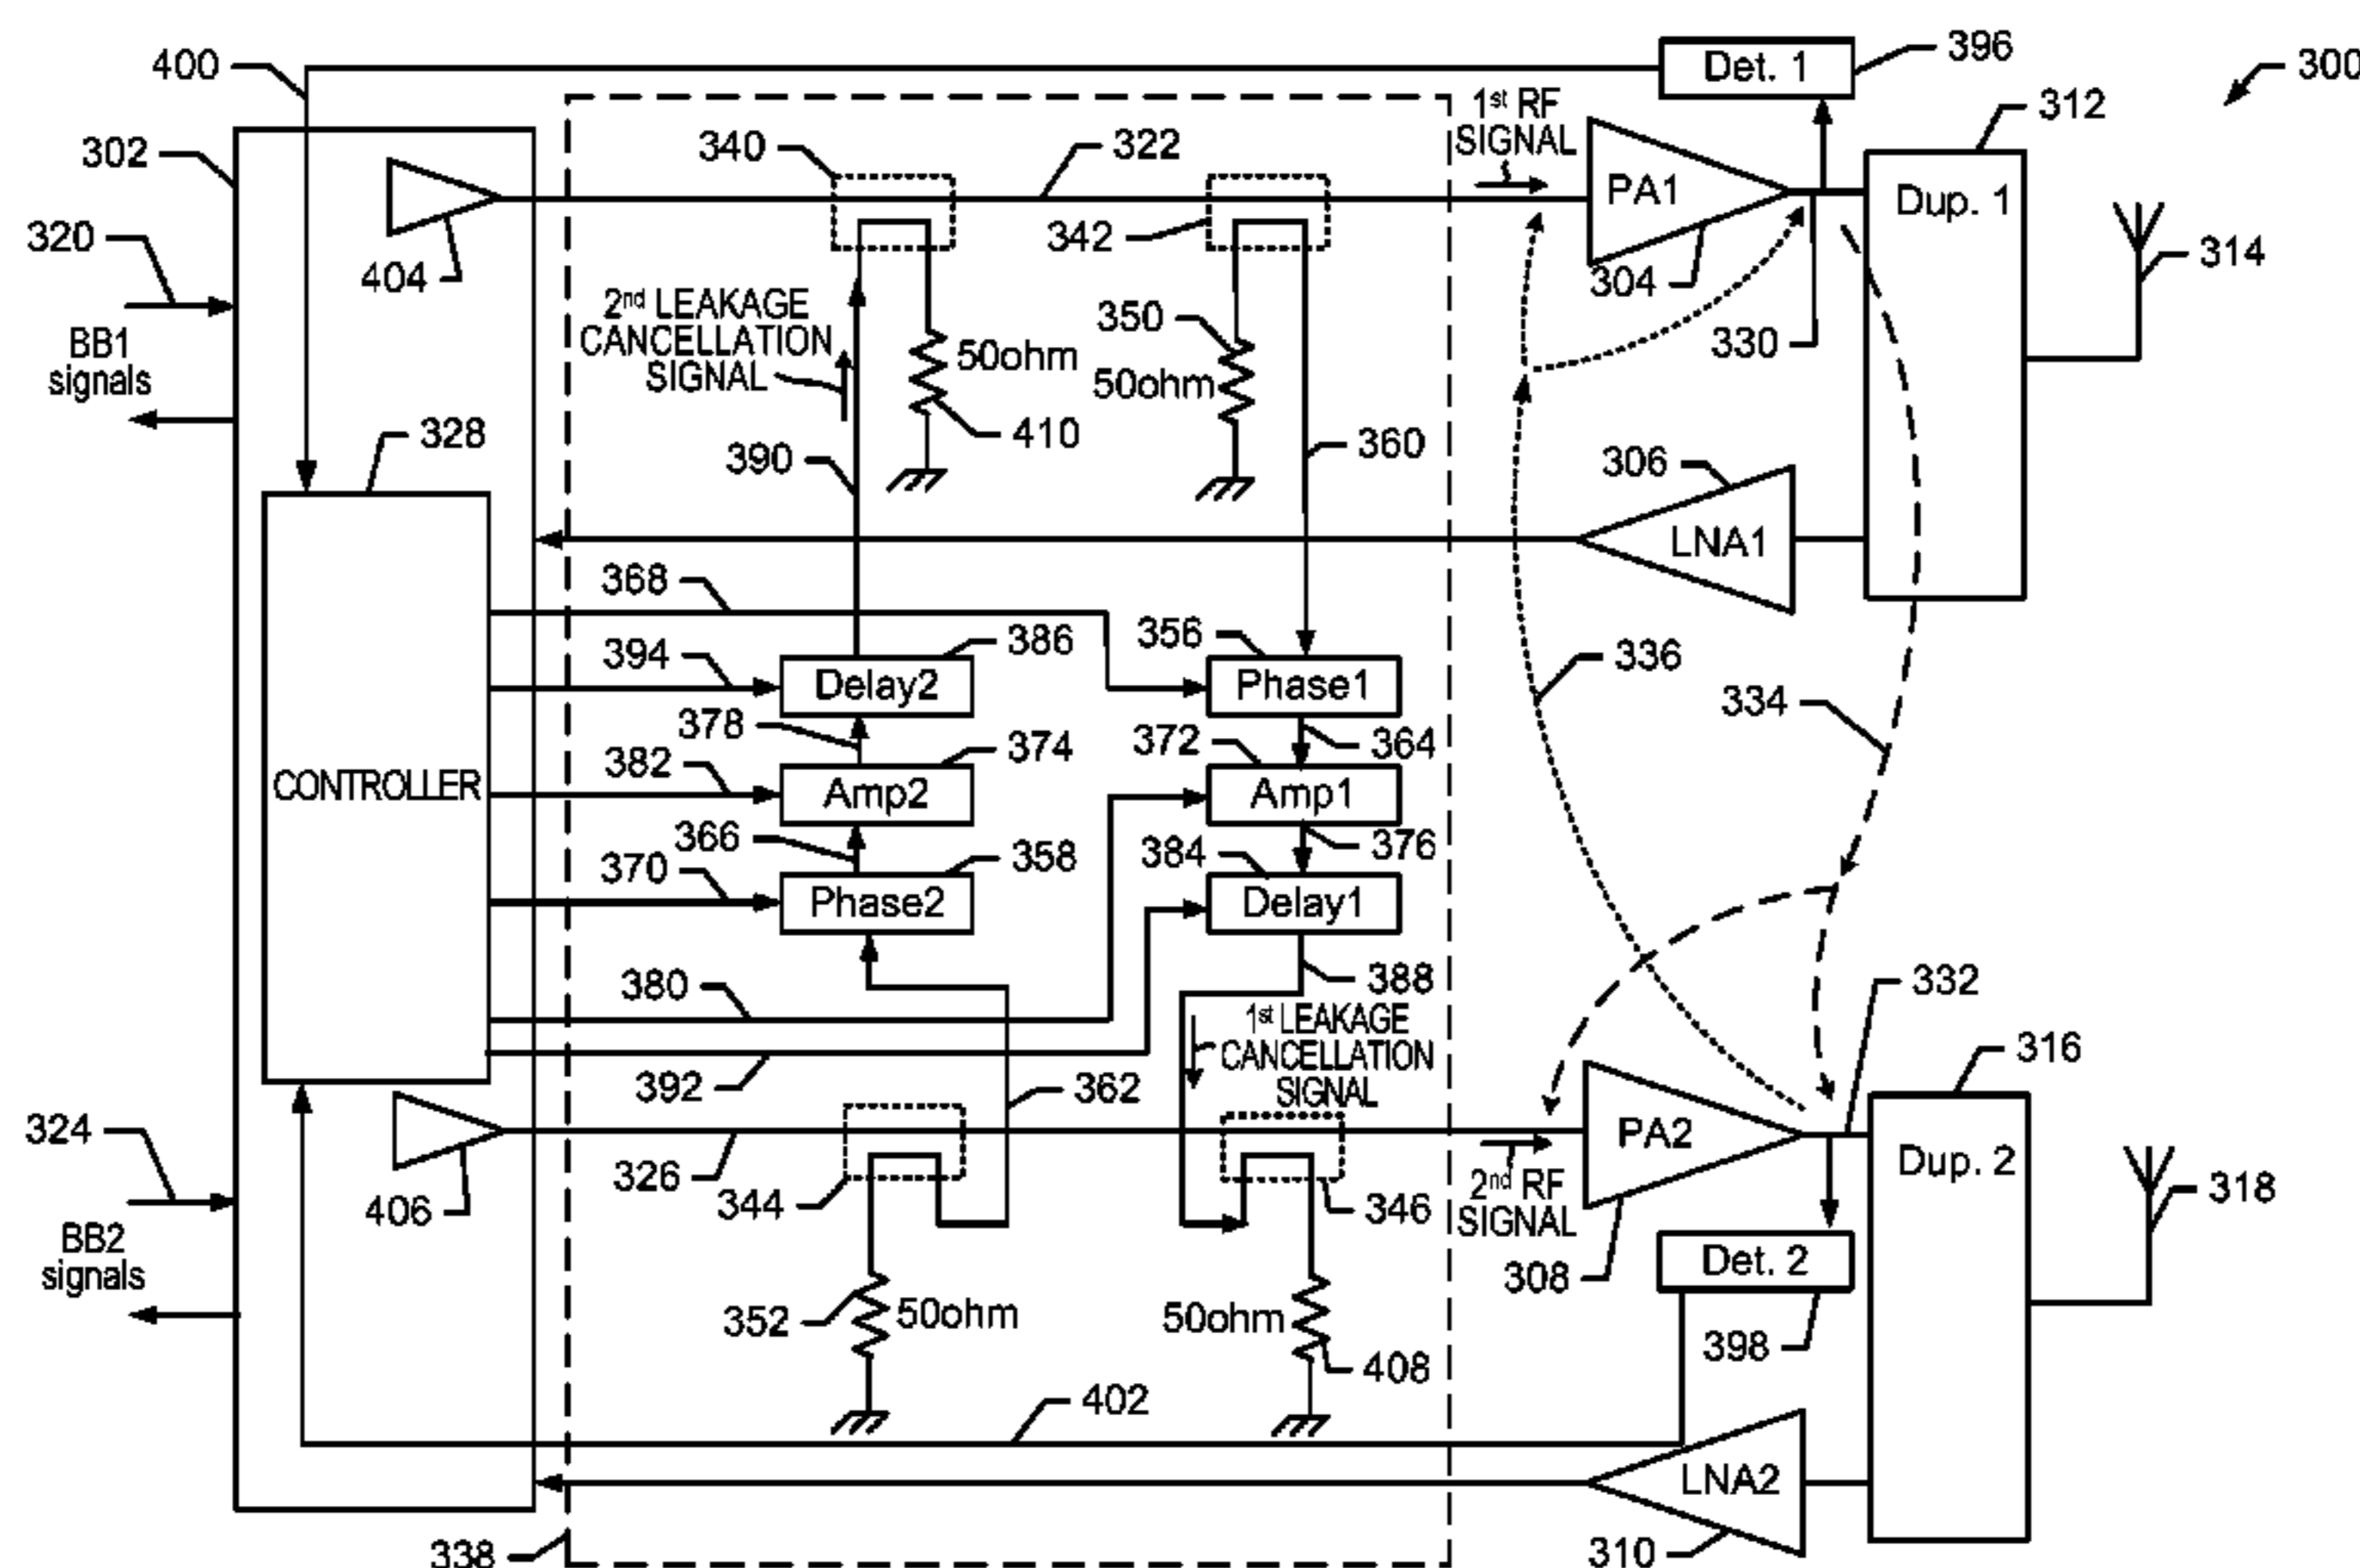 400
Det. 1
396
300
302
340
322
1st RF
SIGNAL
312
320
404
342
PA1
Dup. 1
304
314
BB1
signals
2nd LEAKAGE
CANCELLATION
SIGNAL
50ohm
410
350
50ohm
330
328
390
360
306
LNA1
368
394
386
356
336
Delay2
Phase1
334
378
374
372
364
CONTROLLER
382
Amp2
Amp1
366
358
384
376
370
Phase2
Delay1
380
388
332
392
362
1st LEAKAGE
CANCELLATION
SIGNAL
316
324
406
326
344
346
2nd RF
SIGNAL
PA2
Dup. 2
318
BB2
signals
308
Det. 2
352
50ohm
50ohm
408
398
402
LNA2
338
310